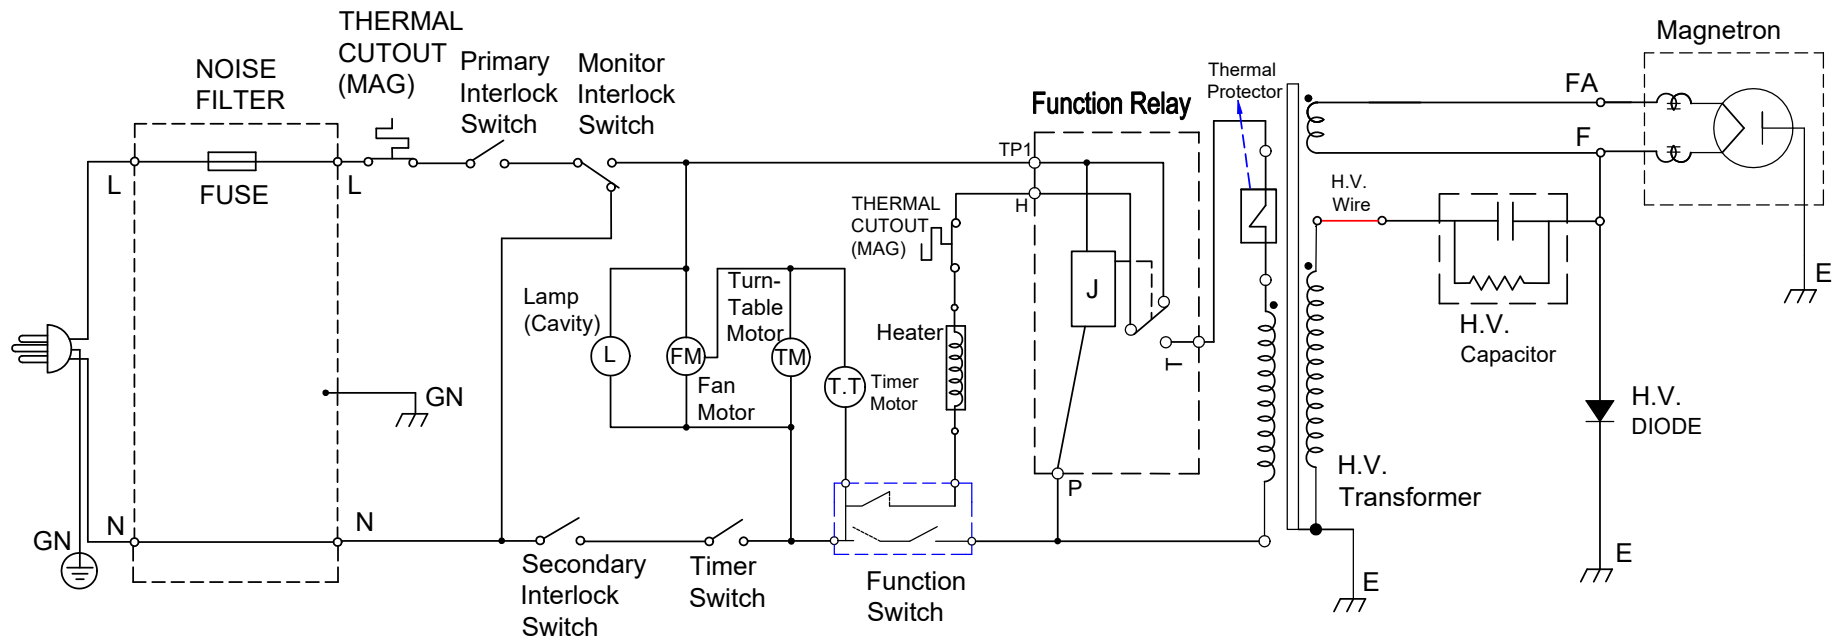 THERMAL
CUTOUT
(MAG)
NOISE
FILTER
Primary
Interlock
Switch
Monitor
Interlock
Switch
Function Relay
Thermal
Protector
Magnetron
FA
F
L
FUSE
L
TP1
H
THERMAL
CUTOUT
(MAG)
H.V.
Wire
E
J
Lamp
(Cavity)
L
FM
Fan
Motor
Turn-
Table
Motor
TM
T.T
Timer
Motor
Heater
T
H.V.
Capacitor
GN
H.V.
DIODE
P
H.V.
Transformer
GN
N
N
Secondary
Interlock
Switch
Timer
Switch
Function
Switch
E
E